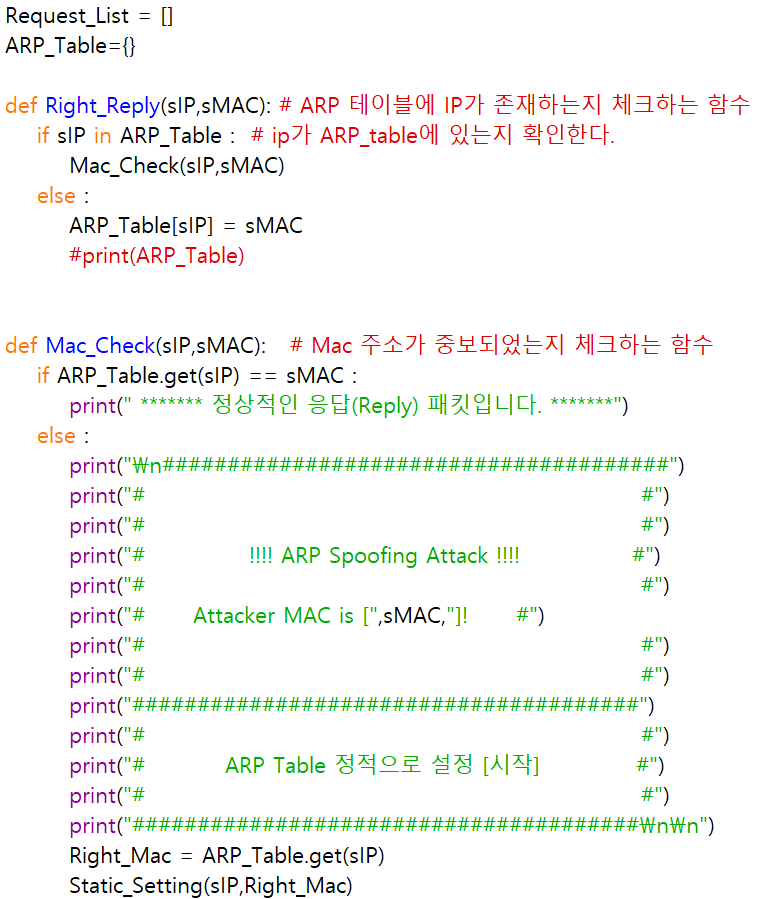 Request_List = []
ARP_Table={}
def Right_Reply(sIP,sMAC): # ARP 테이블에 IP가 존재하는지 체크하는 함수
if sIP in ARP_Table : # ip가 ARP_table에 있는지 확인한다.
Mac_Check(sIP,sMAC)
else :
ARP_Table[sIP] = sMAC
#print(ARP_Table)
def Mac_Check(sIP,sMAC): # Mac 주소가 중보되었는지 체크하는 함수
if ARP_Table.get(sIP) == sMAC :
print(" ******* 정상적인 응답(Reply) 패킷입니다. *******")
else :
print("₩n#######################################")
print("# #")
print("# #")
print("# !!!! ARP Spoofing Attack !!!! #")
print("# #")
print("# Attacker MAC is [",sMAC,"]! #")
print("# #")
print("# #")
print("#######################################")
print("# #")
print("# ARP Table 정적으로 설정 [시작] #")
print("# #")
print("#######################################₩n₩n")
Right_Mac = ARP_Table.get(sIP)
Static_Setting(sIP,Right_Mac)